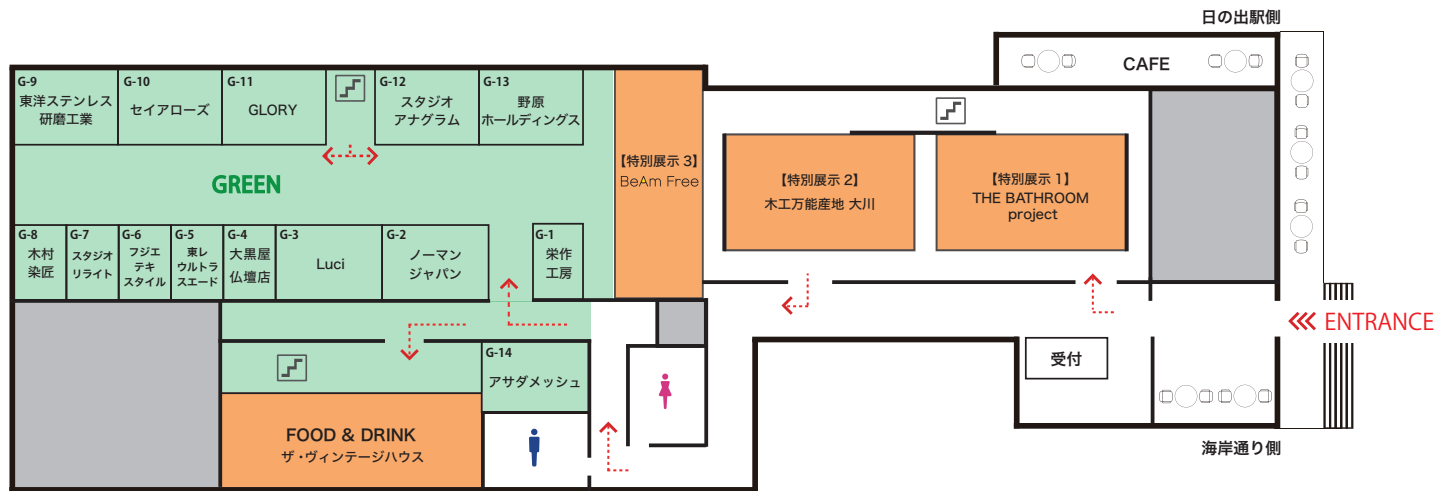 日の出駅側
CAFE
G-9
東洋ステンレス
研磨工業
G-10
セイアローズ
G-11
GLORY
G-12
スタジオ
アナグラム
G-13
野原
ホールディングス
【特別展示 3】
BeAm Free
【特別展示 2】
木工万能産地 大川
【特別展示 1】
THE BATHROOM
project
GREEN
G-8
木村
染匠
G-7
スタジオ
リライト
G-6
フジエ
テキ
スタイル
G-5
東レ
ウルトラ
スエード
G-4
大黒屋
仏壇店
G-3
Luci
G-2
ノーマン
ジャパン
G-1
栄作
工房
ENTRANCE
受付
G-14
アサダメッシュ
FOOD & DRINK
ザ・ヴィンテージハウス
海岸通り側